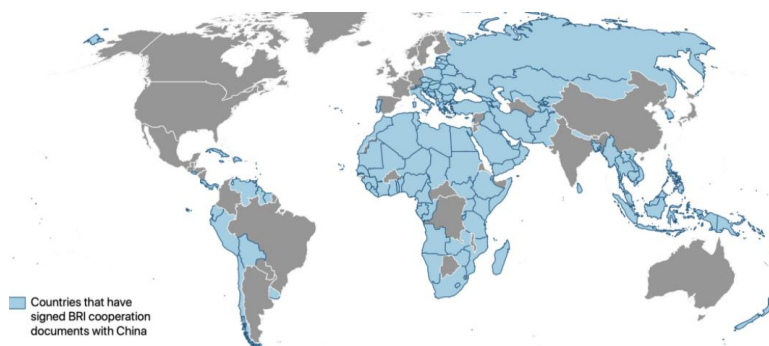 Countries that have
signed BRI cooperation
documents with China